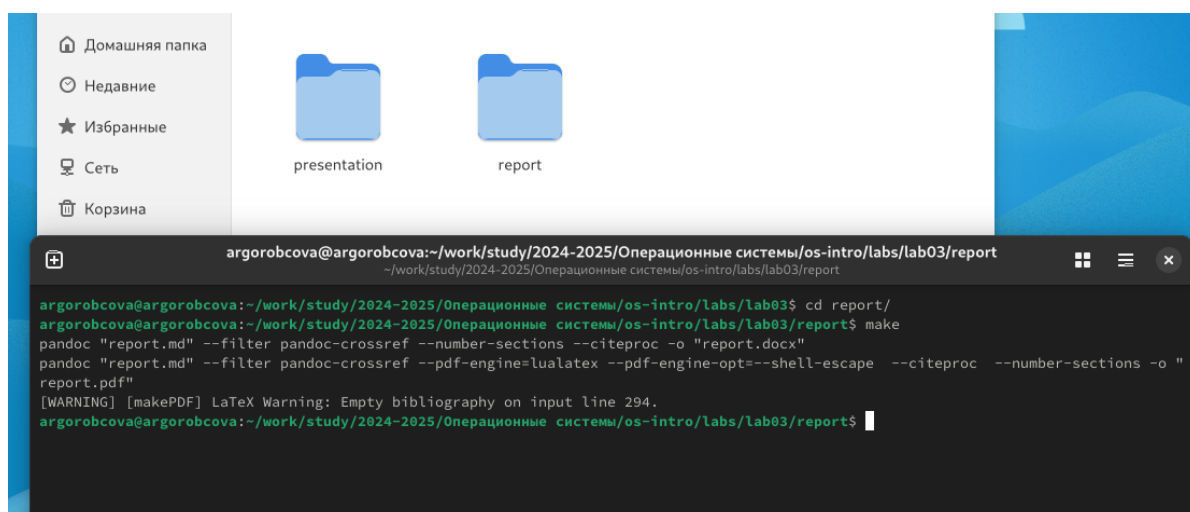 Домашняя папка
Недавние
Избранные
Сеть
Корзина
presentation
report
argorobcova@argorobcova:~/work/study/2024-2025/Операционные системы/os-intro/labs/lab03/report
~/work/study/2024-2025/Операционные системы/os-intro/labs/lab03/report
argorobcova@argorobcova:~/work/study/2024-2025/Операционные системы/os-intro/labs/lab03$ cd report/
argorobcova@argorobcova:~/work/study/2024-2025/Операционные системы/os-intro/labs/lab03/report$ make
pandoc "report.md" --filter pandoc-crossref --number-sections --citeproc -o "report.docx"
pandoc "report.md" --filter pandoc-crossref --pdf-engine=lualatex --pdf-engine-opt=--shell-escape  --citeproc  --number-sections -o "
report.pdf"
[WARNING] [makePDF] LaTeX Warning: Empty bibliography on input line 294.
argorobcova@argorobcova:~/work/study/2024-2025/Операционные системы/os-intro/labs/lab03/report$